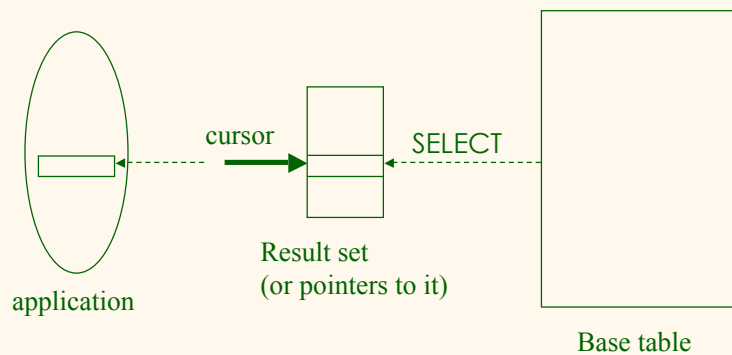 cursor
SELECT
Result set
(or pointers to it)
application
Base table